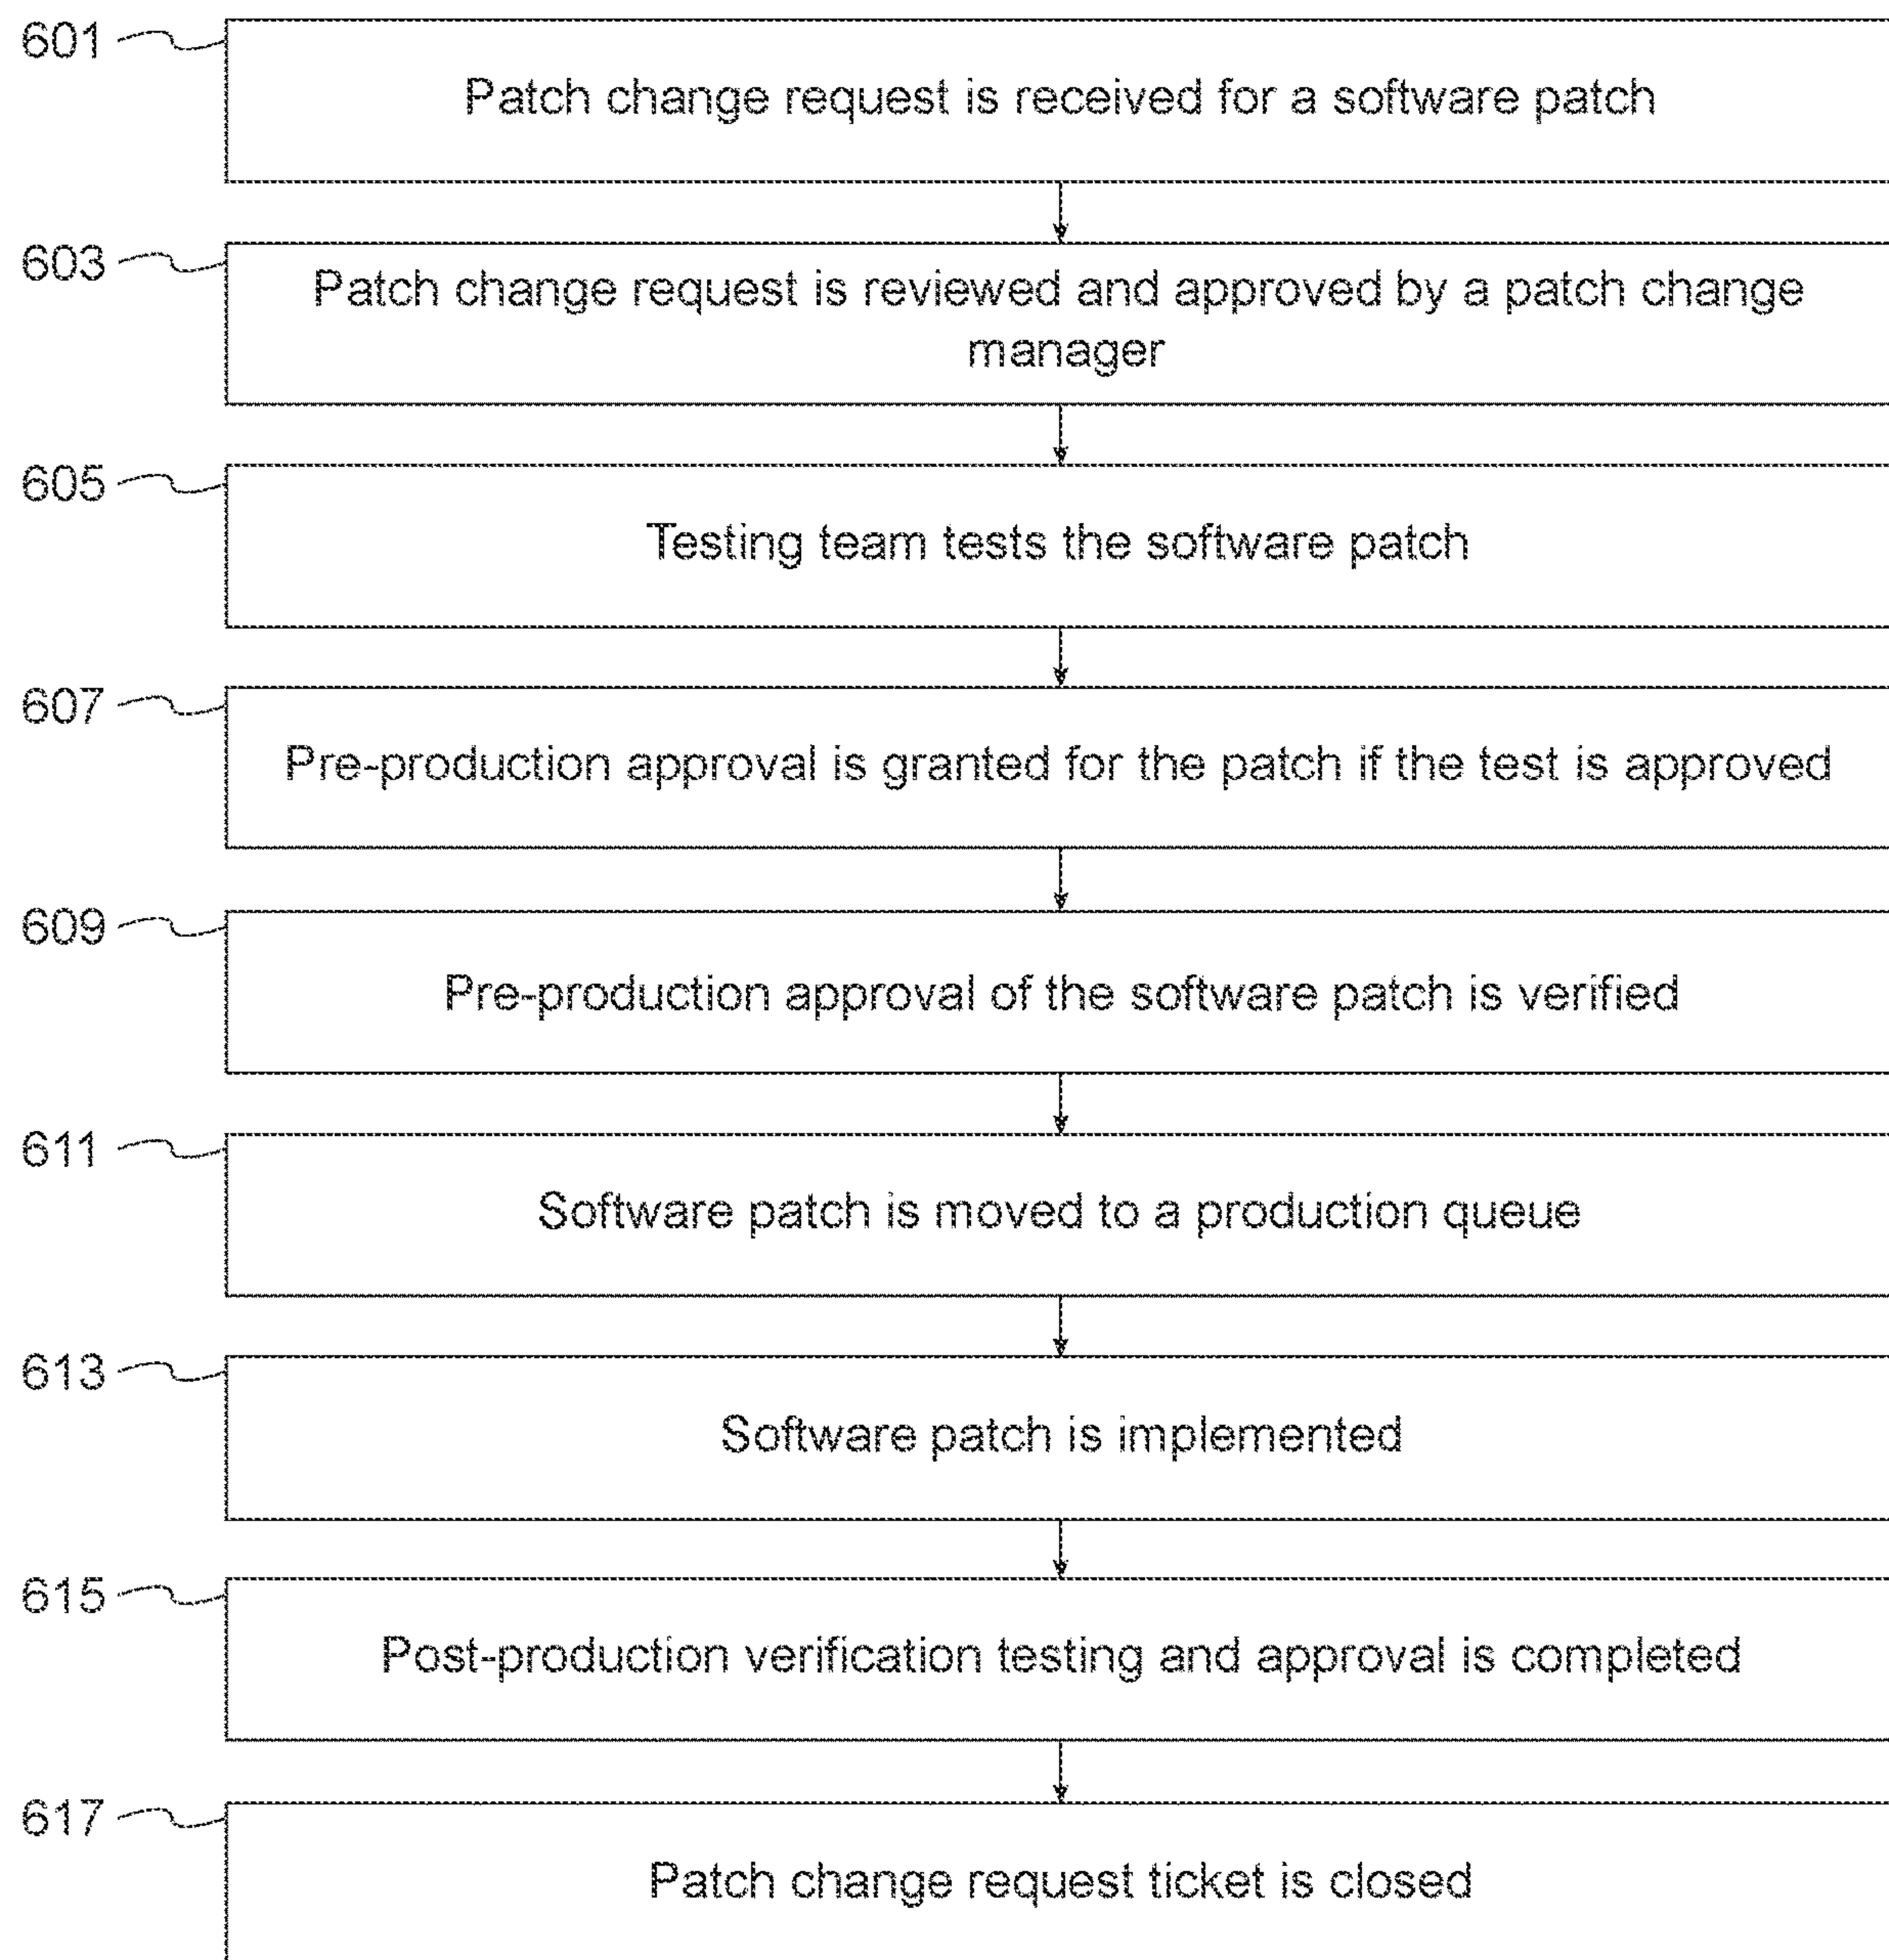 601
Patch change request is received for a software patch
603
Patch change request is reviewed and approved by a patch change
manager
605
Testing team tests the software patch
607
Pre-production approval is granted for the patch if the test is approved
609
Pre-production approval of the software patch is verified
611
Software patch is moved to a production queue
613
Software patch is implemented
615
Post-production verification testing and approval is completed
617
Patch change request ticket is closed